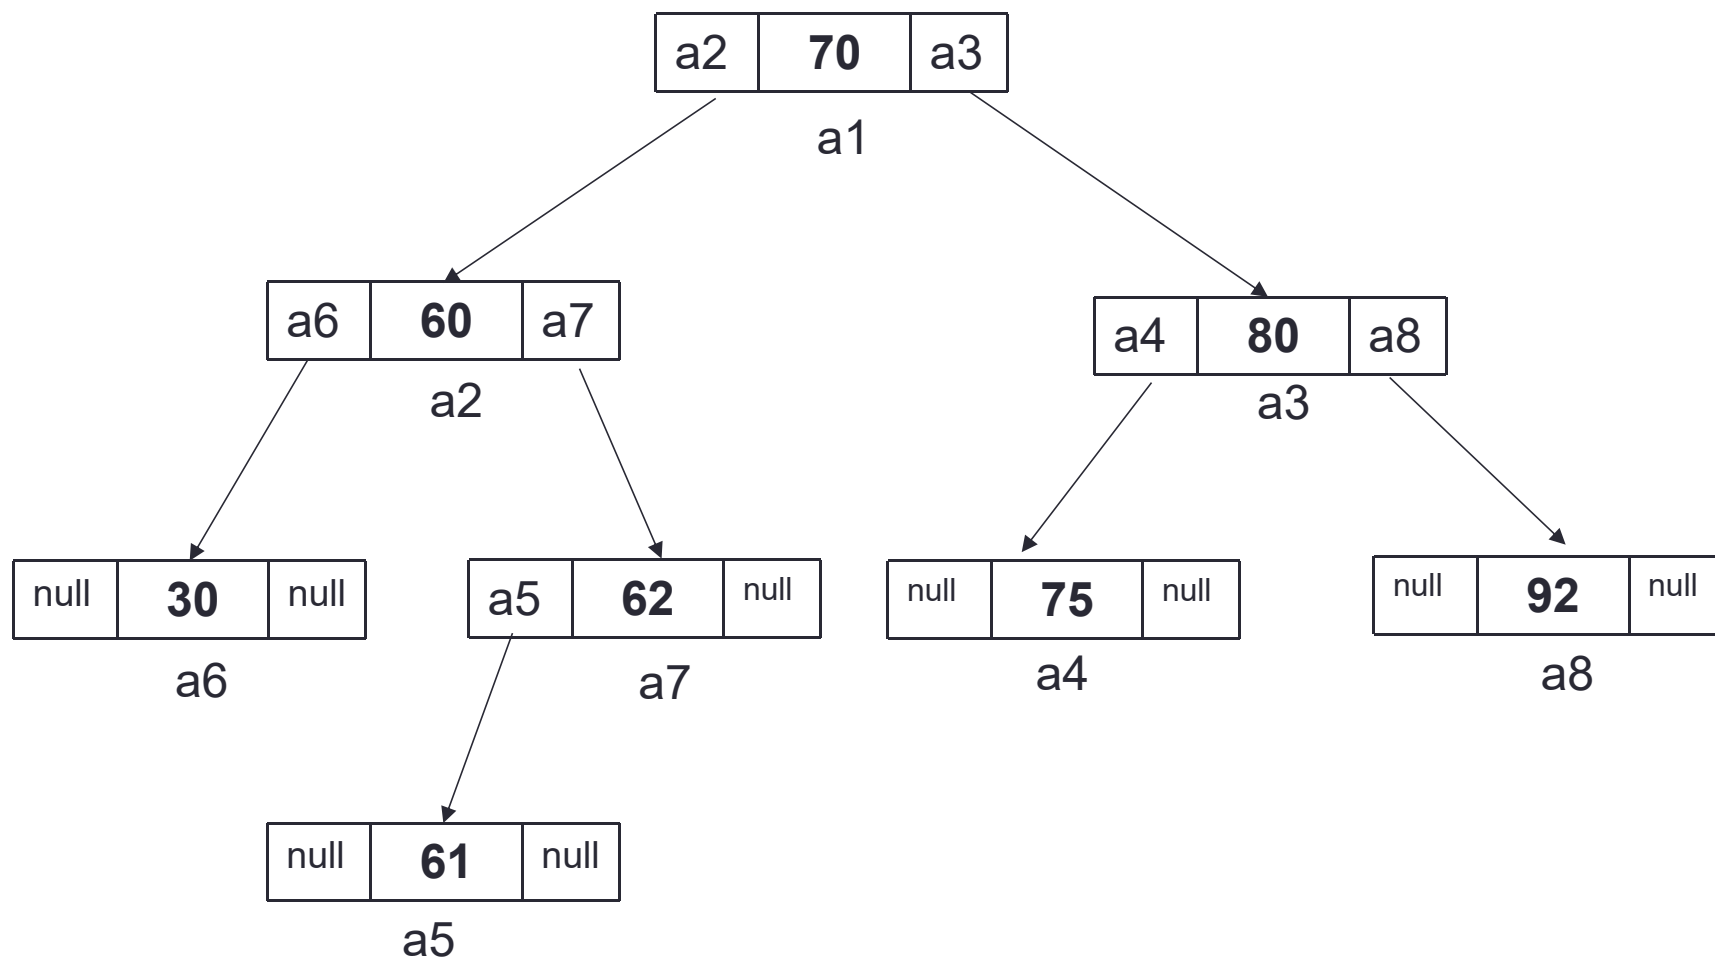 a2 70 a3
a1
a6 60 a7
a2
a4 80 a8
a3
null 30 null
a6
a5 62 null
a7
null 75 null
a4
null 92 null
a8
null 61 null
a5